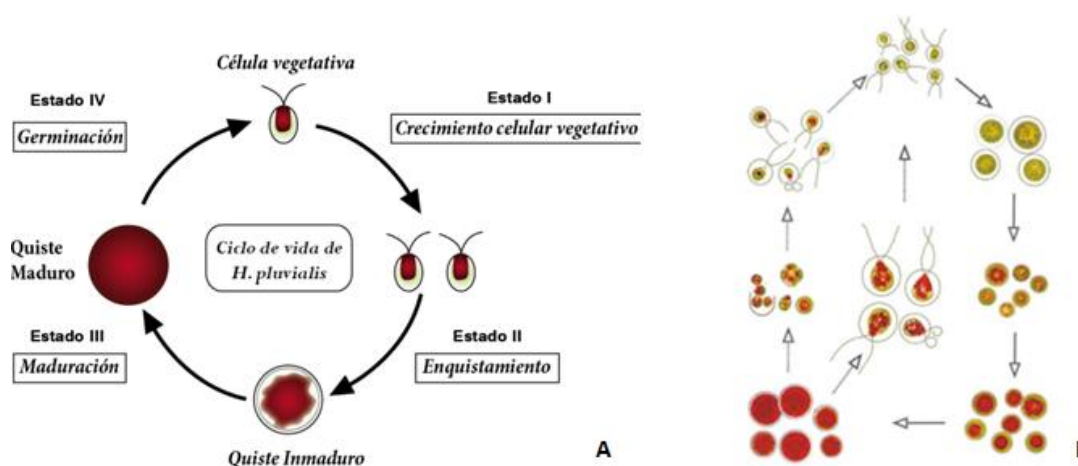 Célula vegetativa
Estado IV
Germinación
Estado I
Crecimiento celular vegetativo
Quiste
Maduro
Ciclo de vida de
H. pluvialis
Estado III
Maduración
Estado II
Enquistamiento
Quiste Inmaduro
A